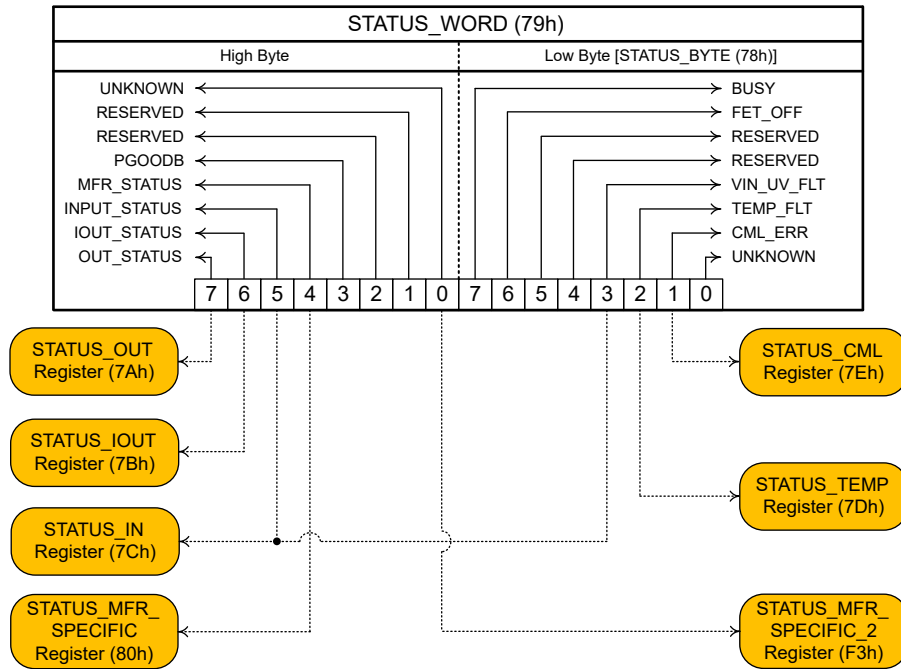 STATUS_WORD (79h)
High Byte
Low Byte [STATUS_BYTE (78h)]
UNKNOWN
RESERVED
RESERVED
PGOODB
MFR_STATUS
INPUT_STATUS
IOUT_STATUS
OUT_STATUS
BUSY
FET_OFF
RESERVED
RESERVED
VIN_UV_FLT
TEMP_FLT
CML_ERR
UNKNOWN
7 6 5 4 3 2 1 0 7 6 5 4 3 2 1 0
STATUS_OUT
Register (7Ah)
STATUS_IOUT
Register (7Bh)
STATUS_IN
Register (7Ch)
STATUS_MFR_
SPECIFIC
Register (80h)
STATUS_CML
Register (7Eh)
STATUS_TEMP
Register (7Dh)
STATUS_MFR_
SPECIFIC_2
Register (F3h)